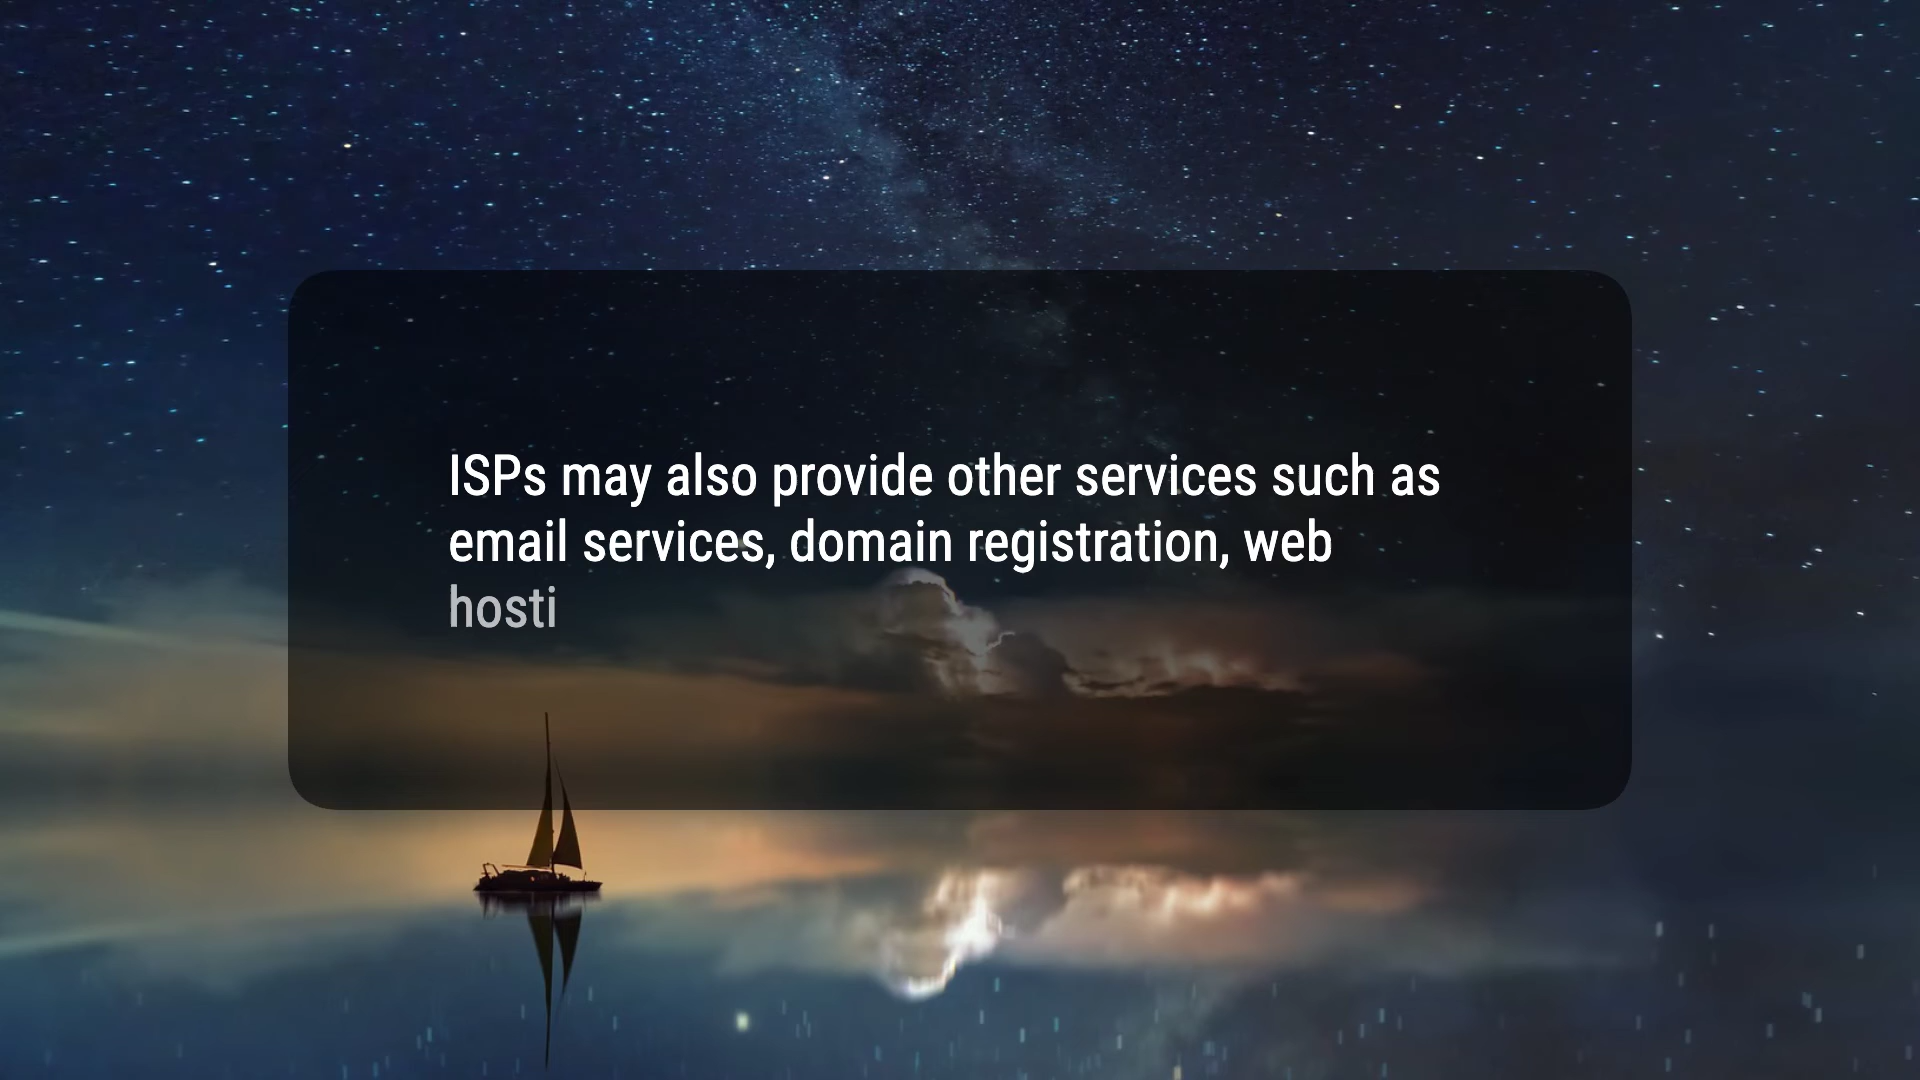 ISPs may also provide other services such as
email services, domain registration, web
hosti